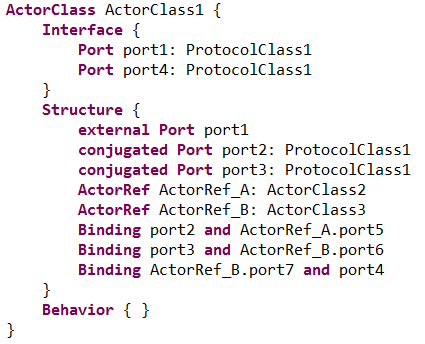 ActorClass ActorClass1 {
    Interface {
        Port port1: ProtocolClass1
        Port port4: ProtocolClass1
    }
    Structure {
        external Port port1
        conjugated Port port2: ProtocolClass1
        conjugated Port port3: ProtocolClass1
        ActorRef ActorRef_A: ActorClass2
        ActorRef ActorRef_B: ActorClass3
        Binding port2 and ActorRef_A.port5
        Binding port3 and ActorRef_B.port6
        Binding ActorRef_B.port7 and port4
    }
    Behavior { }
}